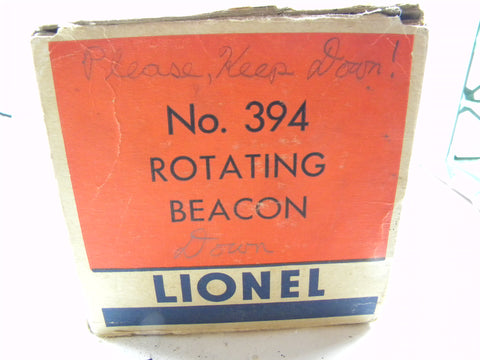 Please, Keep Down!
No. 394
ROTATING
BEACON
Down
LIONEL